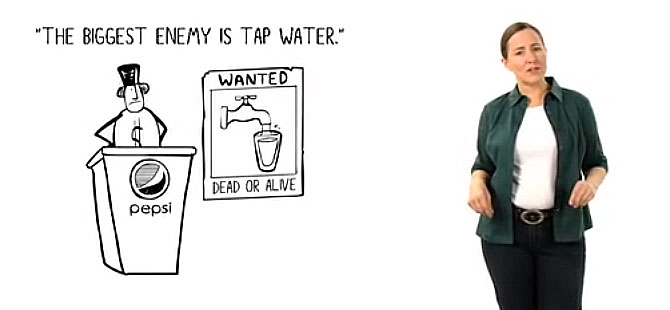 "THE BIGGEST ENEMY IS TAP WATER."
WANTED
DEAD OR ALIVE
pepsi